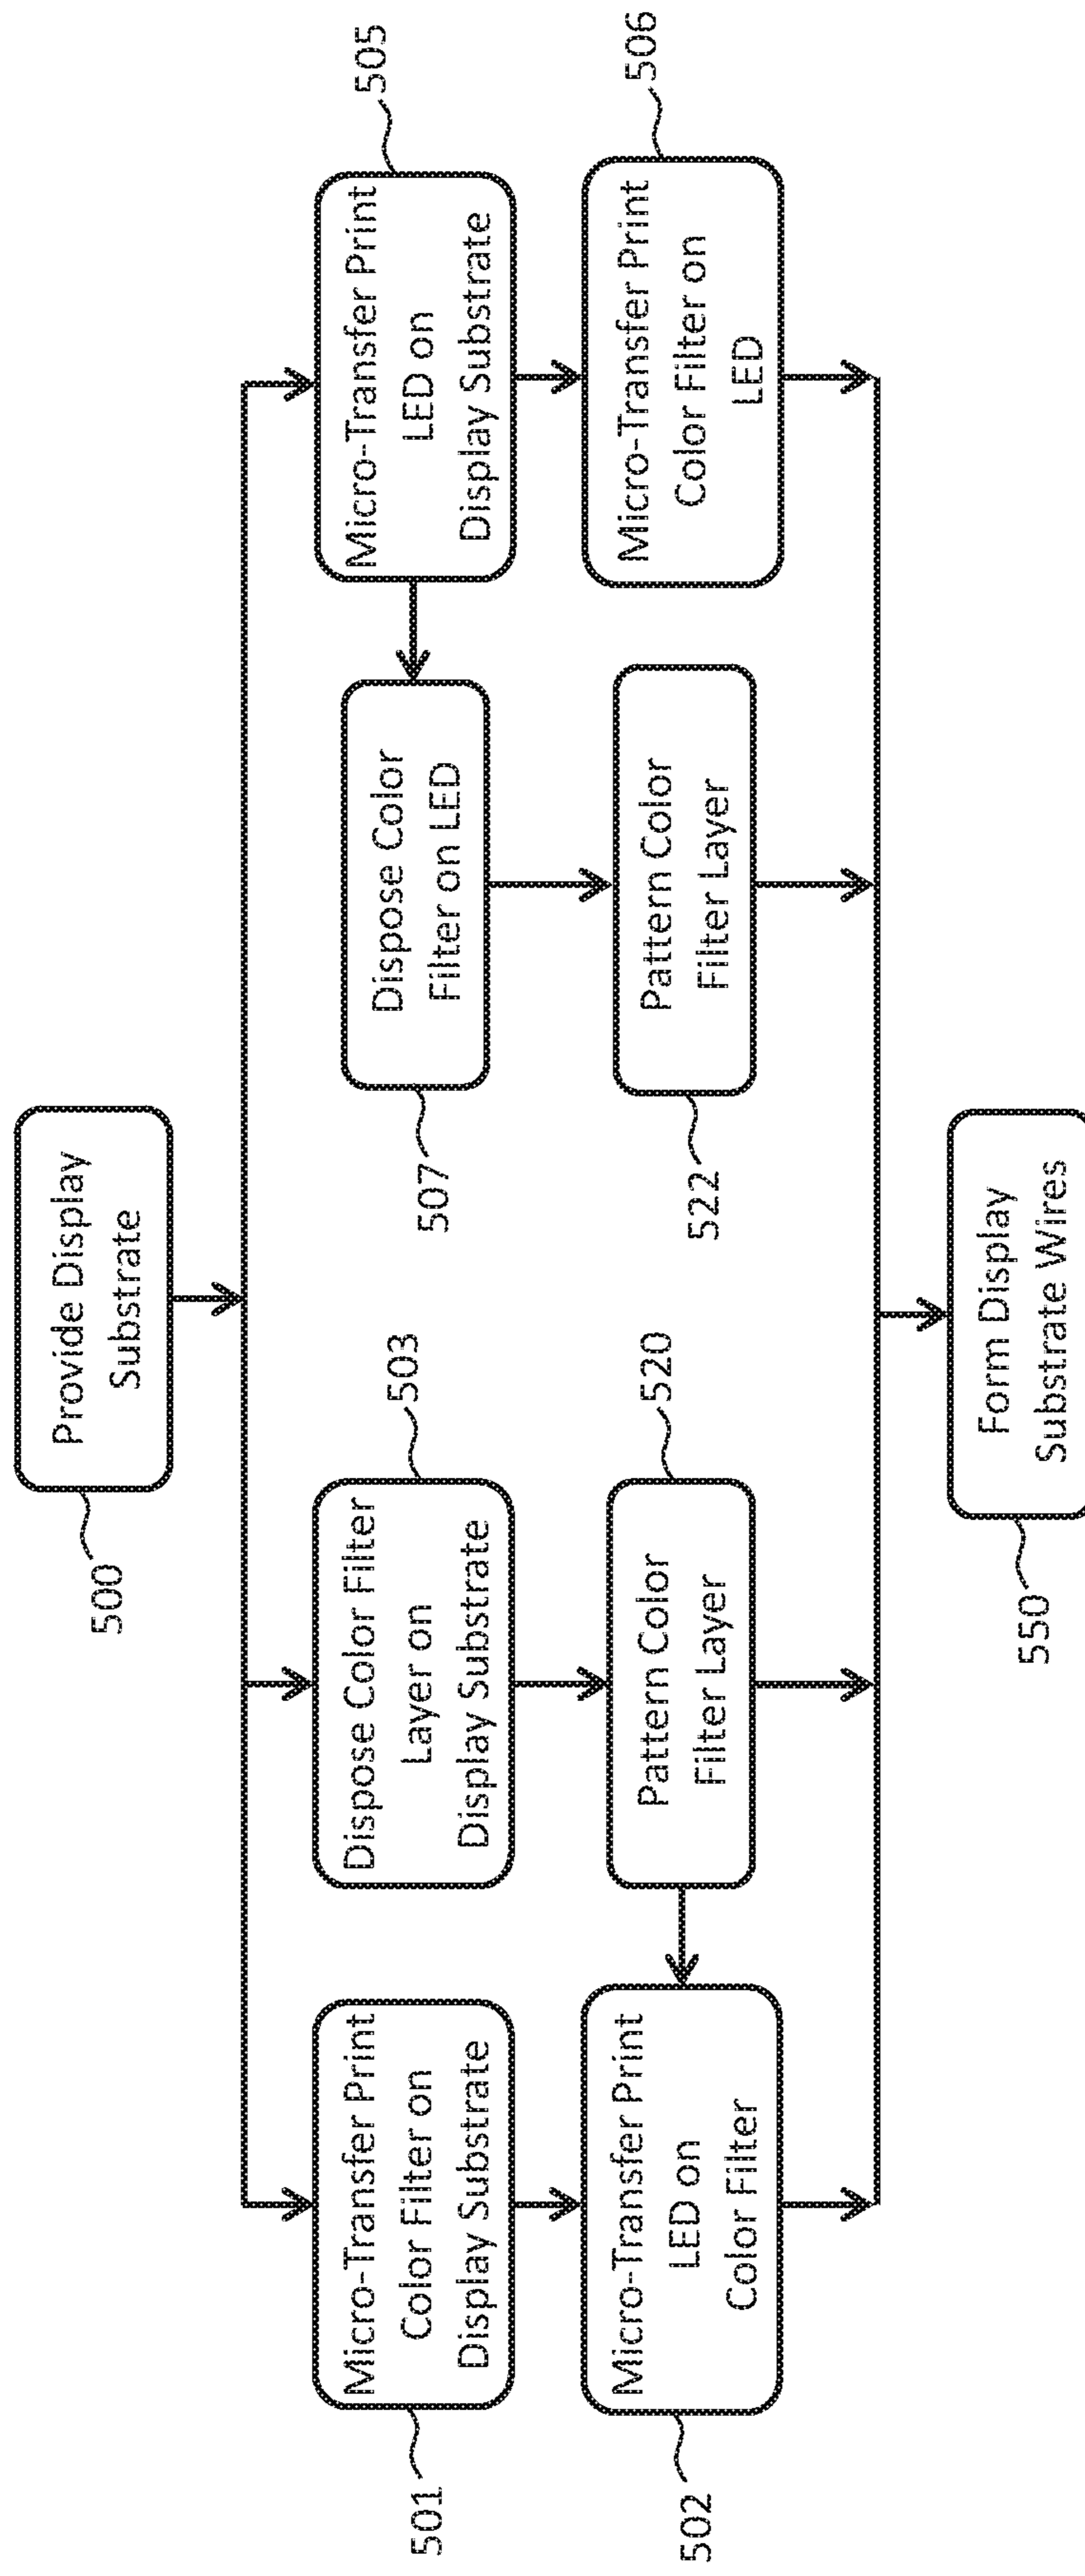 Provide Display
Substrate
500
Micro-Transfer Print
Color Filter on
Display Substrate
501
Dispose Color Filter
Layer on
Display Substrate
503
Dispose Color
Filter on LED
507
Micro-Transfer Print
LED on
Display Substrate
505
Micro-Transfer Print
LED on
Color Filter
502
Pattern Color
Filter Layer
520
Pattern Color
Filter Layer
522
Micro-Transfer Print
Color Filter on
LED
506
Form Display
Substrate Wires
550